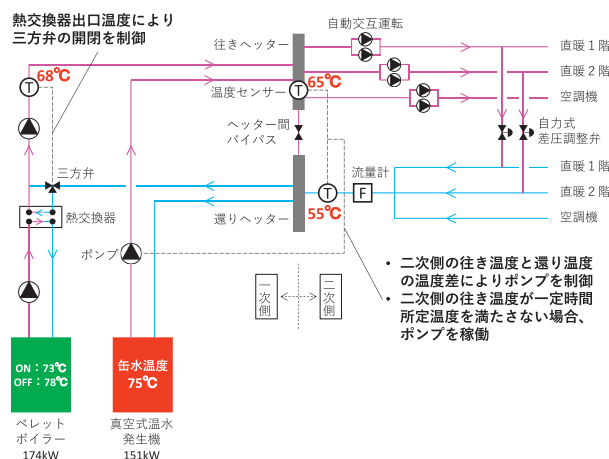 熱交換器出口温度により
三方弁の開閉を制御
自動交互運転
往きヘッター
直暖1階
68℃
T
65℃
直暖2階
温度センサー
T
空調機
ヘッター間
バイパス
自力式
差圧調整弁
三方弁
流量計
直暖1階
T
F
直暖2階
熱交換器
還りヘッター
55℃
空調機
ポンプ
• 二次側の往き温度と還り温度
の温度差によりポンプを制御
• 二次側の往き温度が一定時間
所定温度を満たさない場合、
ポンプを稼働
一次側
二次側
ON：73℃
OFF：78℃
缶水温度
75℃
ペレット
ボイラー
174kW
真空式温水
発生機
151kW